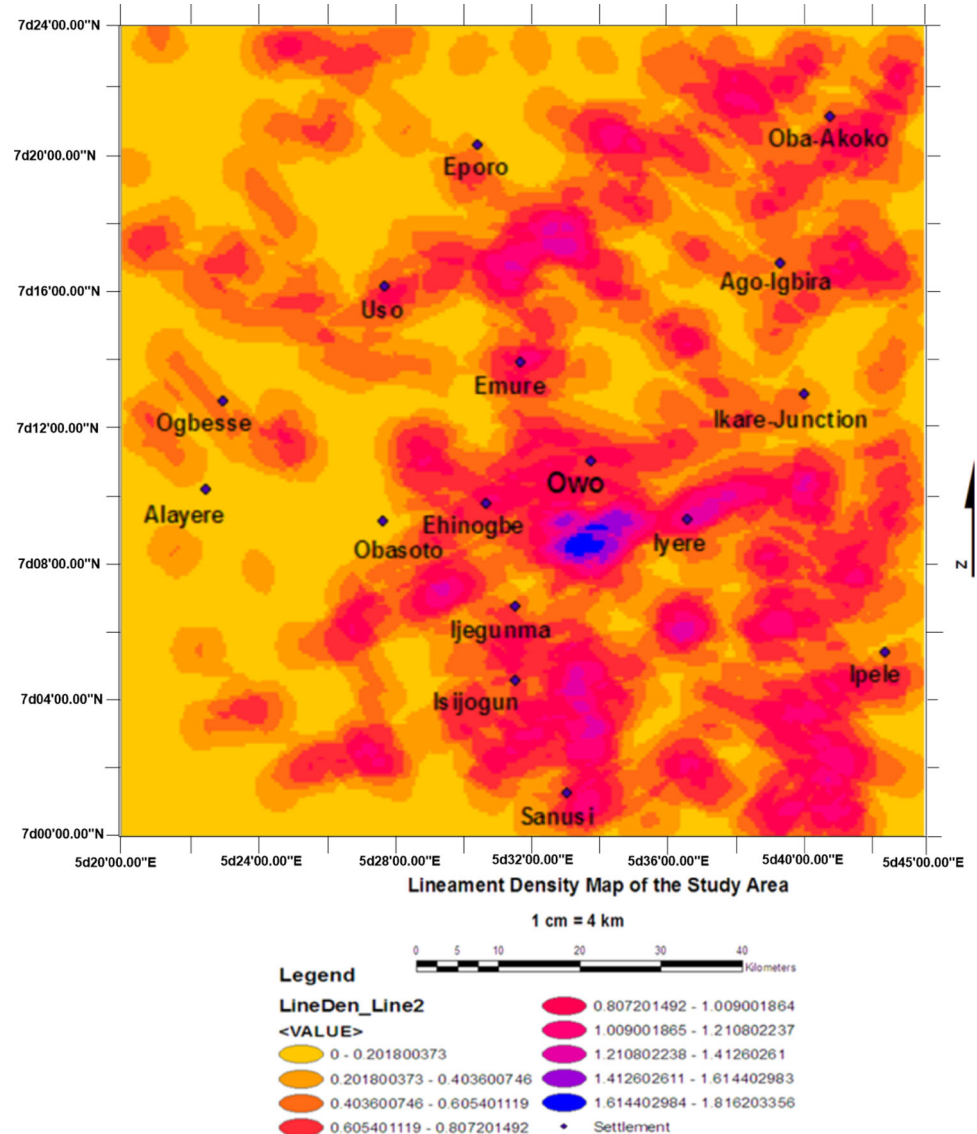 7d24'00.00"N
Oba-Akoko
7d20'00.00"N
Eporo
Ago-Igbira
7d16'00.00"N
Uso
Emure
Ikare-Junction
Ogbesse
7d12'00.00"N
Owo
Alayere
Ehinogbe
Iyere
Obasoto
7d08'00.00"N
Z
Ijegunma
Ipele
7d04'00.00"N
Isijogun
Sanusi
7d00'00.00"N
5d20'00.00"E 5d24'00.00"E 5d28'00.00"E 5d32'00.00"E 5d36'00.00"E 5d40'00.00"E 5d45'00.00"E
Lineament Density Map of the Study Area
1 cm = 4 km
0 5 10 20 30 40
Kilometers
Legend
LineDen_Line2
<VALUE>
0 - 0.201800373
0.201800373 - 0.403600746
0.403600746 - 0.605401119
0.605401119 - 0.807201492
0.807201492 - 1.009001864
1.009001865 - 1.210802237
1.210802238 - 1.41260261
1.412602611 - 1.614402983
1.614402984 - 1.816203356
Settlement